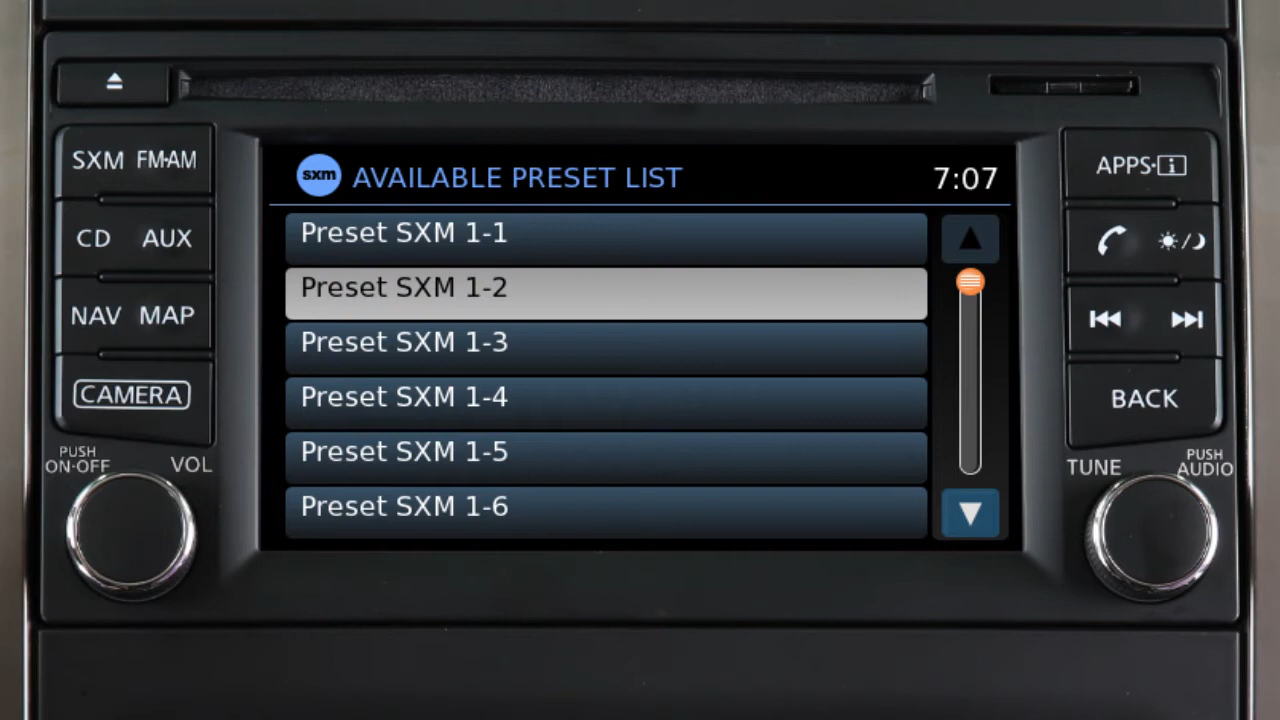 SXM FM·AM
CD AUX
NAV MAP
CAMERA
PUSH
ON·OFF
VOL
sxm AVAILABLE PRESET LIST 7:07
Preset SXM 1-1
Preset SXM 1-2
Preset SXM 1-3
Preset SXM 1-4
Preset SXM 1-5
Preset SXM 1-6
APPS·i
BACK
TUNE
PUSH
AUDIO